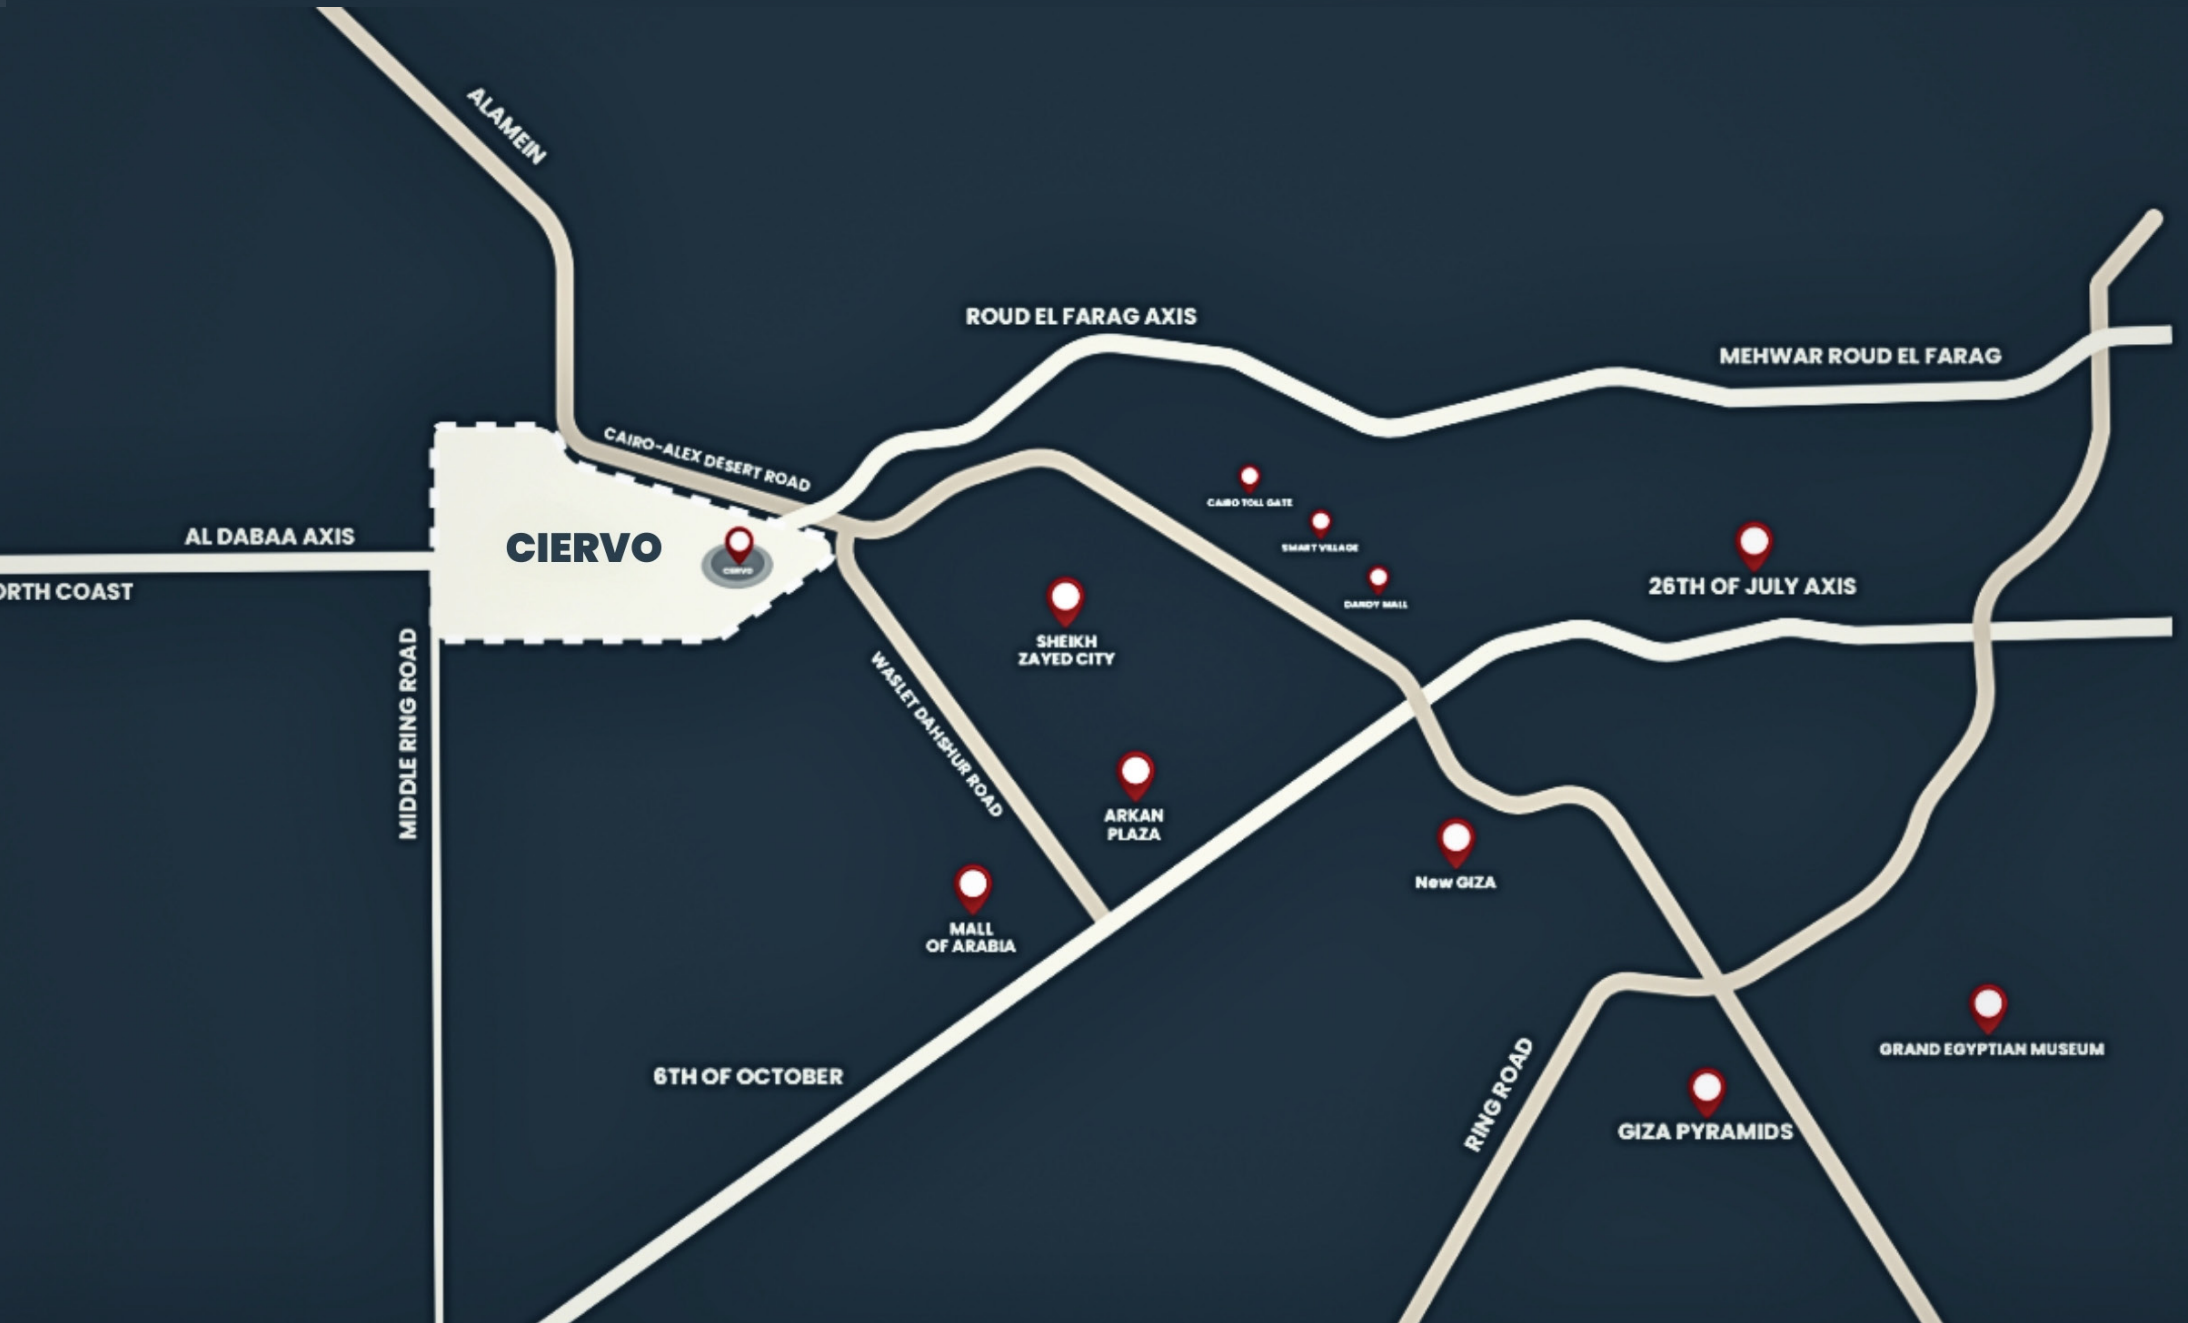 ALAMEIN
ROUD EL FARAG AXIS
MEHWAR ROUD EL FARAG
CAIRO-ALEX DESERT ROAD
CAIRO TOLL GATE
AL DABAA AXIS
CIERVO
CIERVO
SMART VILLAGE
ORTH COAST
26TH OF JULY AXIS
DANDY MALL
SHEIKH
ZAYED CITY
MIDDLE RING ROAD
WASLET DAHSHUR ROAD
ARKAN
PLAZA
New GIZA
MALL
OF ARABIA
6TH OF OCTOBER
RING ROAD
GRAND EGYPTIAN MUSEUM
GIZA PYRAMIDS